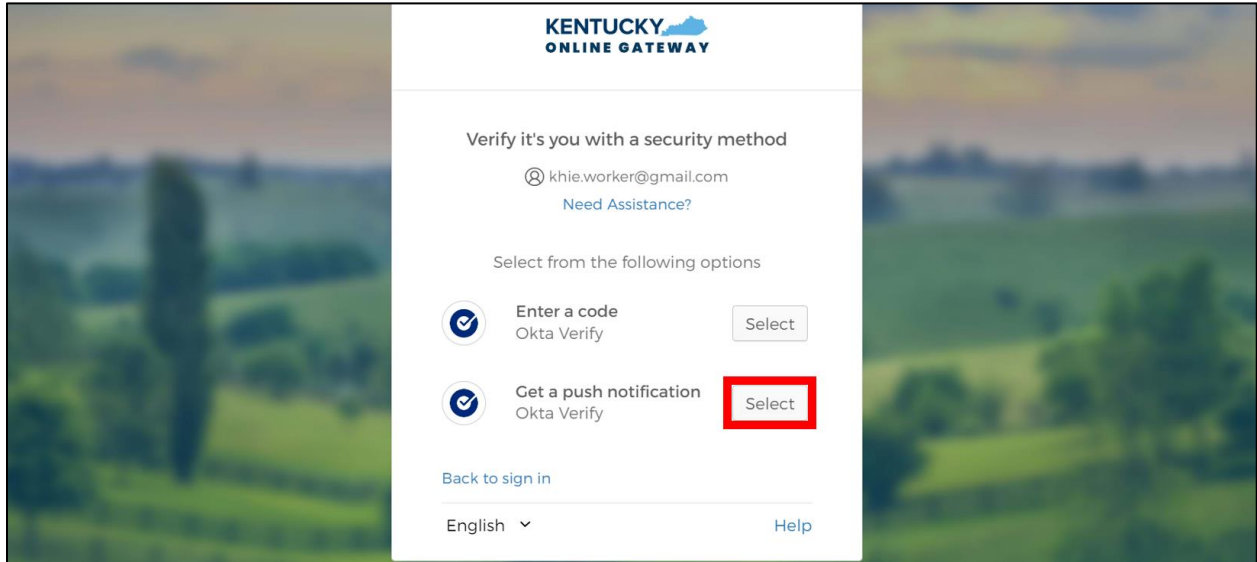 KENTUCKY
ONLINE GATEWAY
Verify it's you with a security method
khie.worker@gmail.com
Need Assistance?
Select from the following options
Enter a code
Okta Verify
Select
Get a push notification
Okta Verify
Select
Back to sign in
English
Help